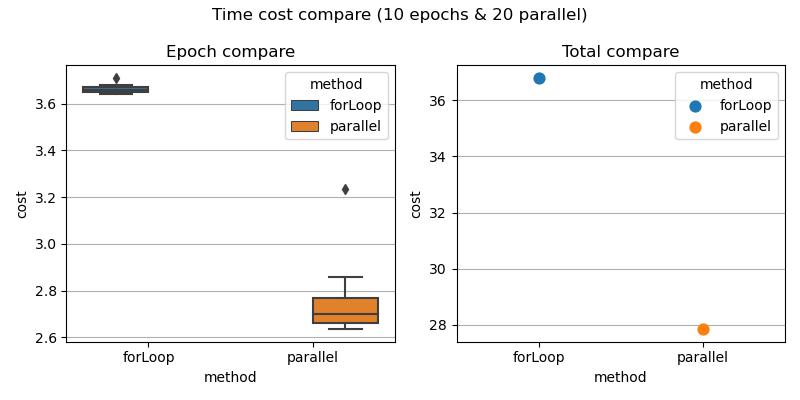 Time cost compare (10 epochs & 20 parallel)
Epoch compare
cost
3.6
3.4
3.2
3.0
2.8
2.6
method
forLoop
parallel
forLoop
parallel
method
Total compare
cost
36
34
32
30
28
method
forLoop
parallel
forLoop
parallel
method